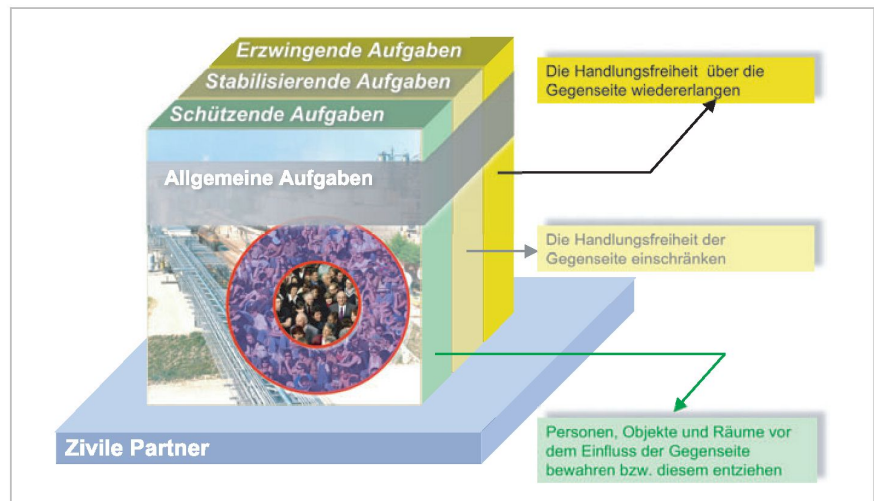 Erzwingende Aufgaben
Stabilisierende Aufgaben
Schützende Aufgaben
Allgemeine Aufgaben
Zivile Partner
Die Handlungsfreiheit über die
Gegenseite wiedererlangen
Die Handlungsfreiheit der
Gegenseite einschränken
Personen, Objekte und Räume vor
dem Einfluss der Gegenseite
bewahren bzw. diesem entziehen